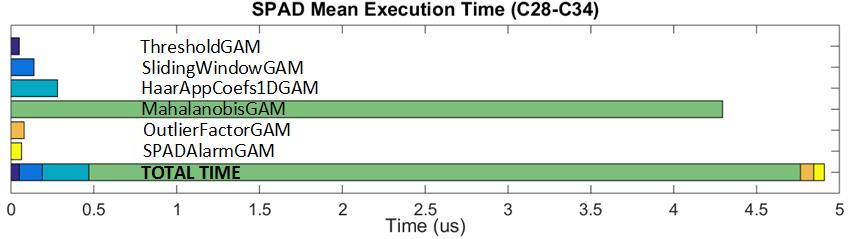 SPAD Mean Execution Time (C28-C34)
ThresholdGAM
SlidingWindowGAM
HaarAppCoefs1DGAM
MahalanobisGAM
OutlierFactorGAM
SPADAlarmGAM
TOTAL TIME
0 0.5 1 1.5 2 2.5 3 3.5 4 4.5 5
Time (us)